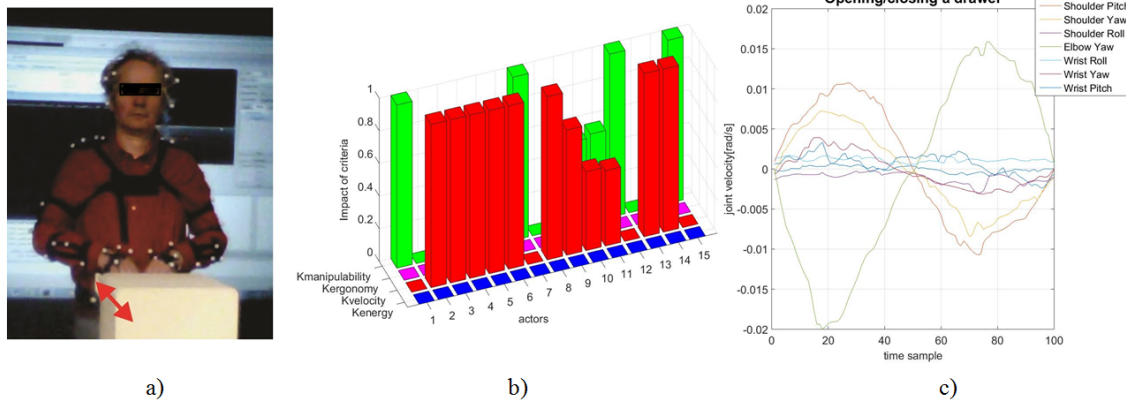 Opening/closing a drawer
Shoulder Pitch
Shoulder Yaw
Shoulder Roll
Elbow Yaw
Wrist Roll
Wrist Yaw
Wrist Pitch
Impact of criteria
1
0.8
0.6
0.4
0.2
0
Kmanipulability
Kergonomy
Kvelocity
Kenergy
1 2 3 4 5 6 7 8 9 10 11 12 13 14 15
actors
joint velocity[rad/s]
0.02
0.015
0.01
0.005
0
-0.005
-0.01
-0.015
-0.02
0 20 40 60 80 100
time sample
a) b) c)